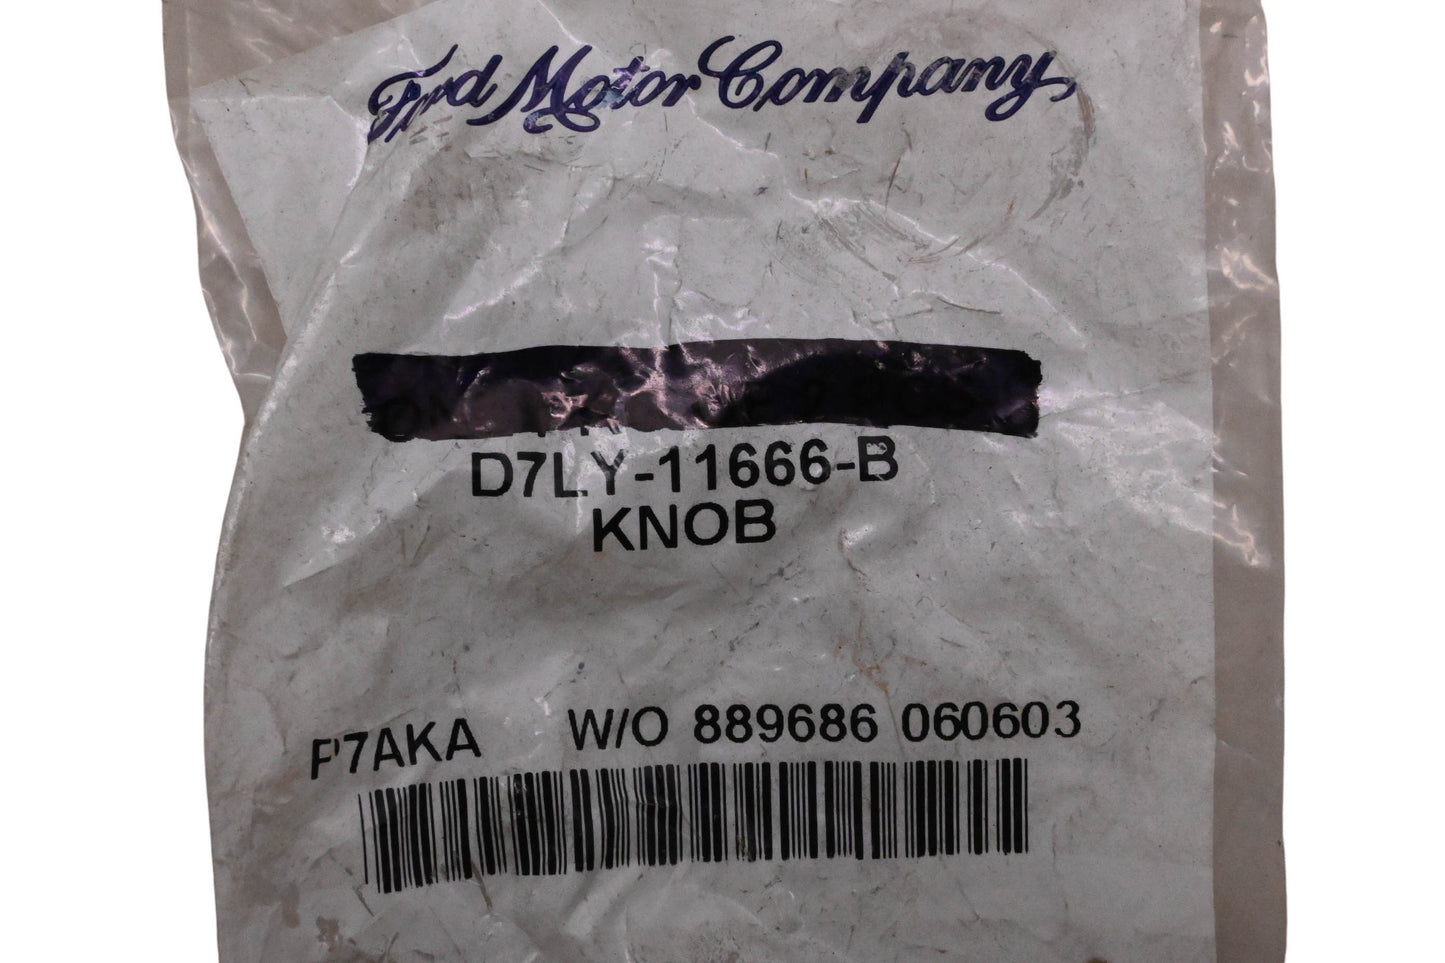 Ford Motor Company
D7LY-11666-B
KNOB
P7AKA W/O 889686 060603